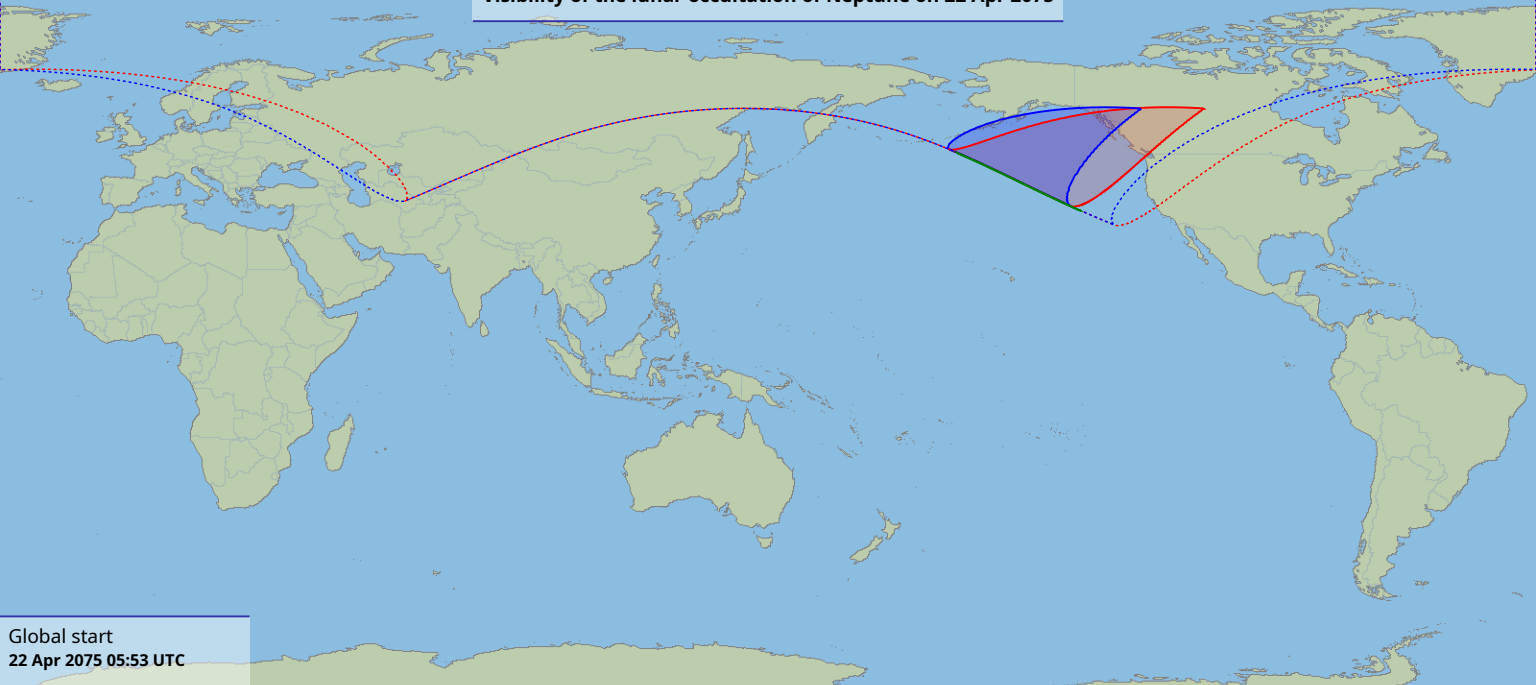 Visibility of the lunar occultation of Neptune on 22 Apr 2075
Global start
22 Apr 2075 05:53 UTC